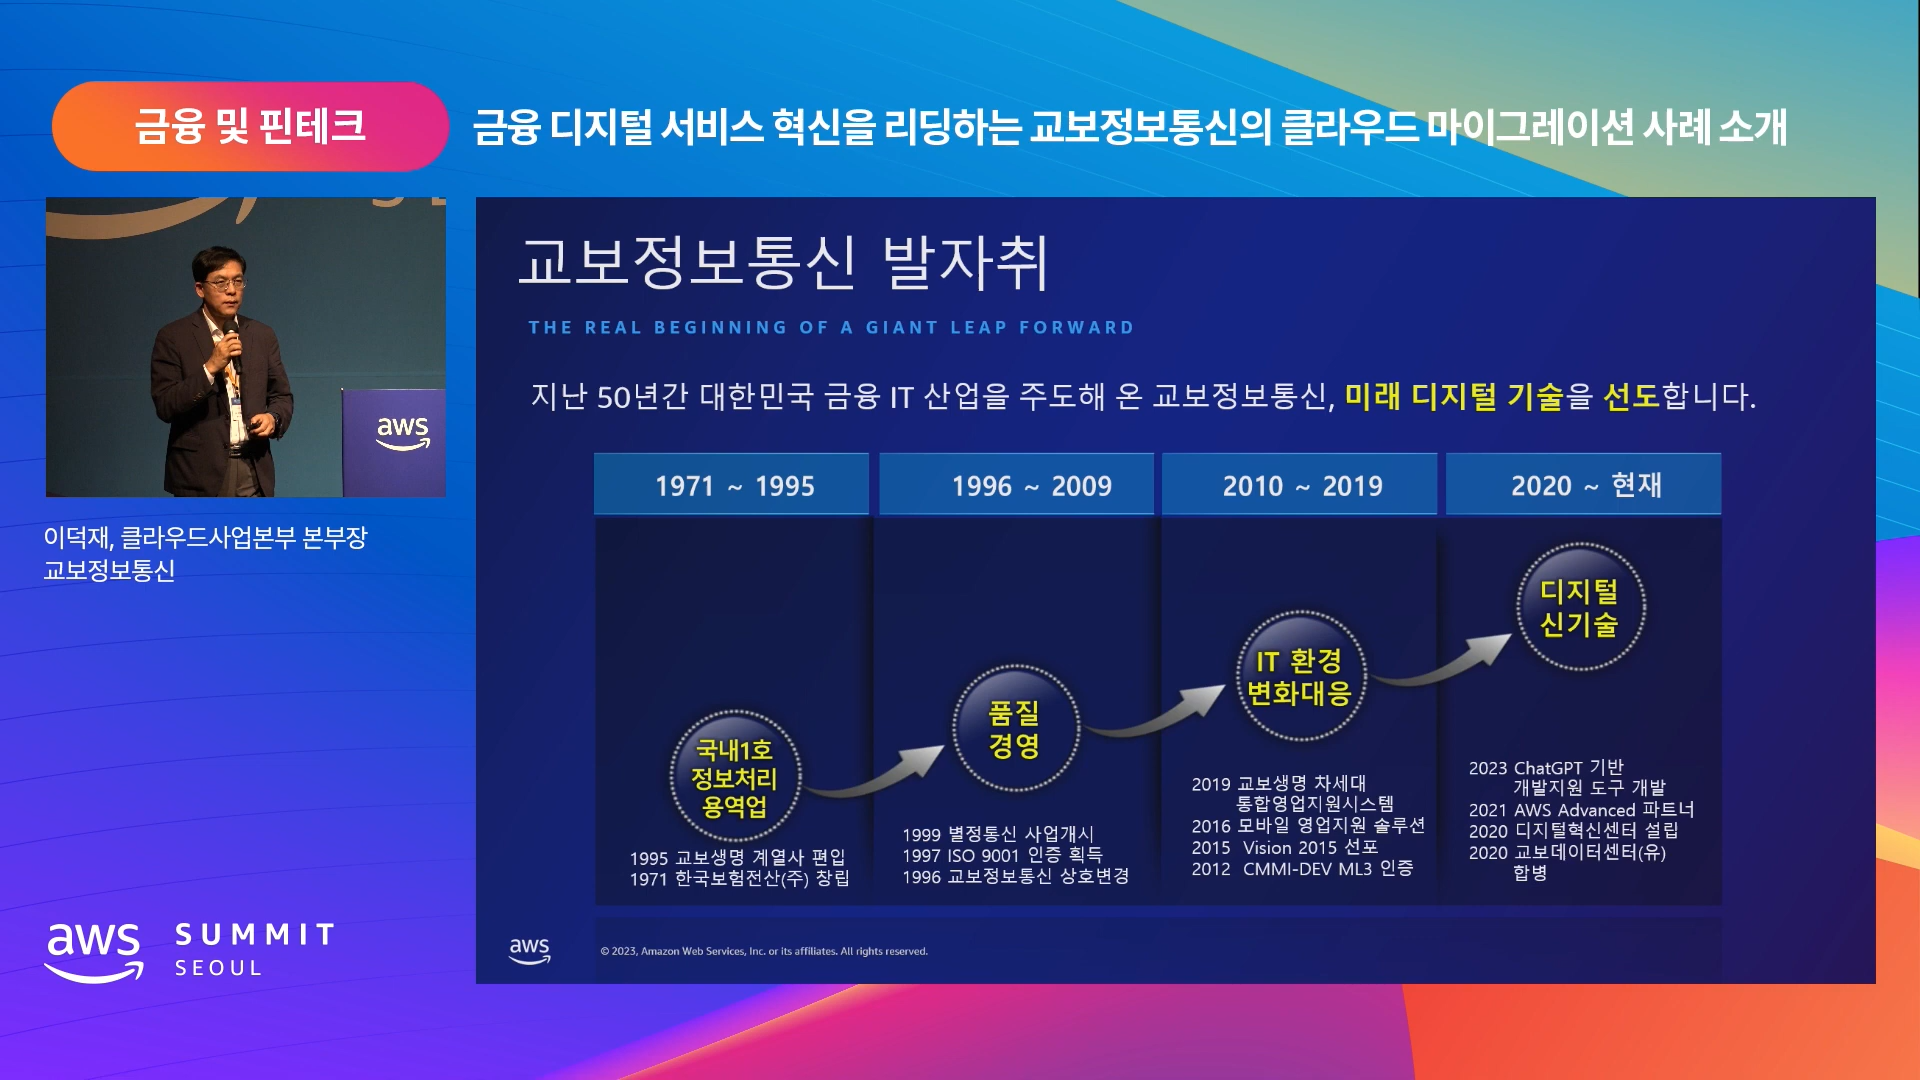 금융 및 핀테크
금융 디지털 서비스 혁신을 리딩하는 교보정보통신의 클라우드 마이그레이션 사례 소개
aws
이덕재, 클라우드사업본부 본부장
교보정보통신
교보정보통신 발자취
THE REAL BEGINNING OF A GIANT LEAP FORWARD
지난 50년간 대한민국 금융 IT 산업을 주도해 온 교보정보통신, 미래 디지털 기술을 선도합니다.
1971 ~ 1995
국내1호
정보처리
용역업
1995 교보생명 계열사 편입
1971 한국보험전산(주) 창립
1996 ~ 2009
품질
경영
1999 별정통신 사업개시
1997 ISO 9001 인증 획득
1996 교보정보통신 상호변경
2010 ~ 2019
IT 환경
변화대응
2019 교보생명 차세대
통합영업지원시스템
2016 모바일 영업지원 솔루션
2015 Vision 2015 선포
2012 CMMI-DEV ML3 인증
2020 ~ 현재
디지털
신기술
2023 ChatGPT 기반
개발지원 도구 개발
2021 AWS Advanced 파트너
2020 디지털혁신센터 설립
2020 교보데이터센터(유)
합병
aws
© 2023, Amazon Web Services, Inc. or its affiliates. All rights reserved.
aws
SUMMIT
SEOUL